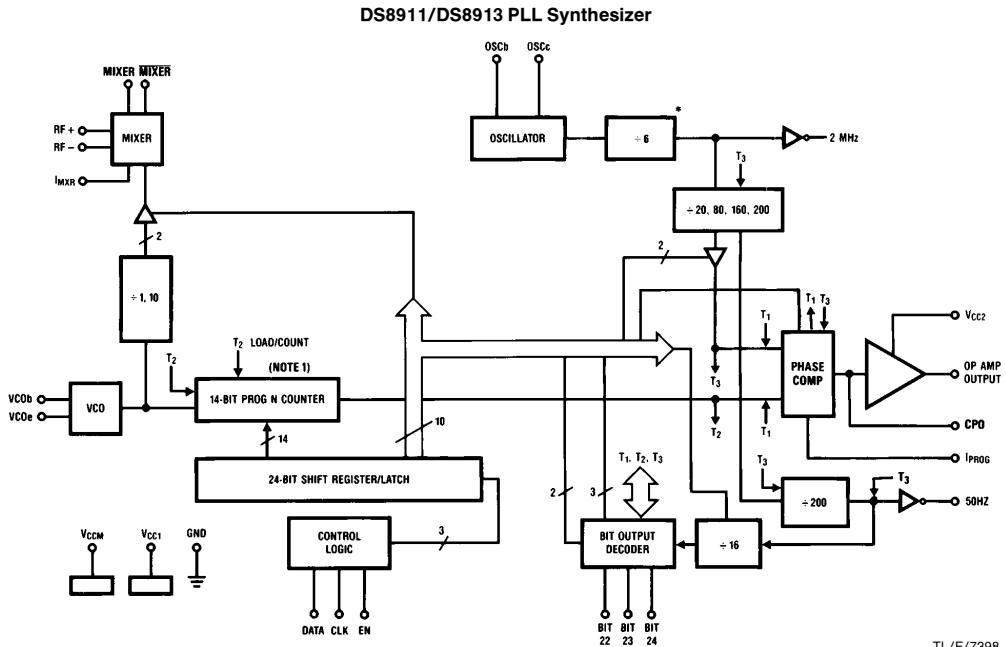 DS8911/DS8913 PLL Synthesizer
OSCb OSCc
MIXER MIXER
*
RF +
RF −
MIXER
OSCILLATOR
÷ 6
2 MHz
IMXR
T3
÷ 20, 80, 160, 200
2
2
÷ 1, 10
T1 T3
VCC2
T1
T2 LOAD/COUNT
(NOTE 1)
T2
PHASE
COMP
OP AMP
OUTPUT
T3
VCOb
VCOe
VCO
14-BIT PROG N COUNTER
CPO
10
T2
T1
14
T1, T2, T3
IPROG
T3
T3
24-BIT SHIFT REGISTER/LATCH
2
3
÷ 200
50HZ
VCCM
VCC1
GND
CONTROL
LOGIC
3
BIT OUTPUT
DECODER
÷ 16
DATA CLK EN
BIT
22
BIT
23
BIT
24
TL/F/7398